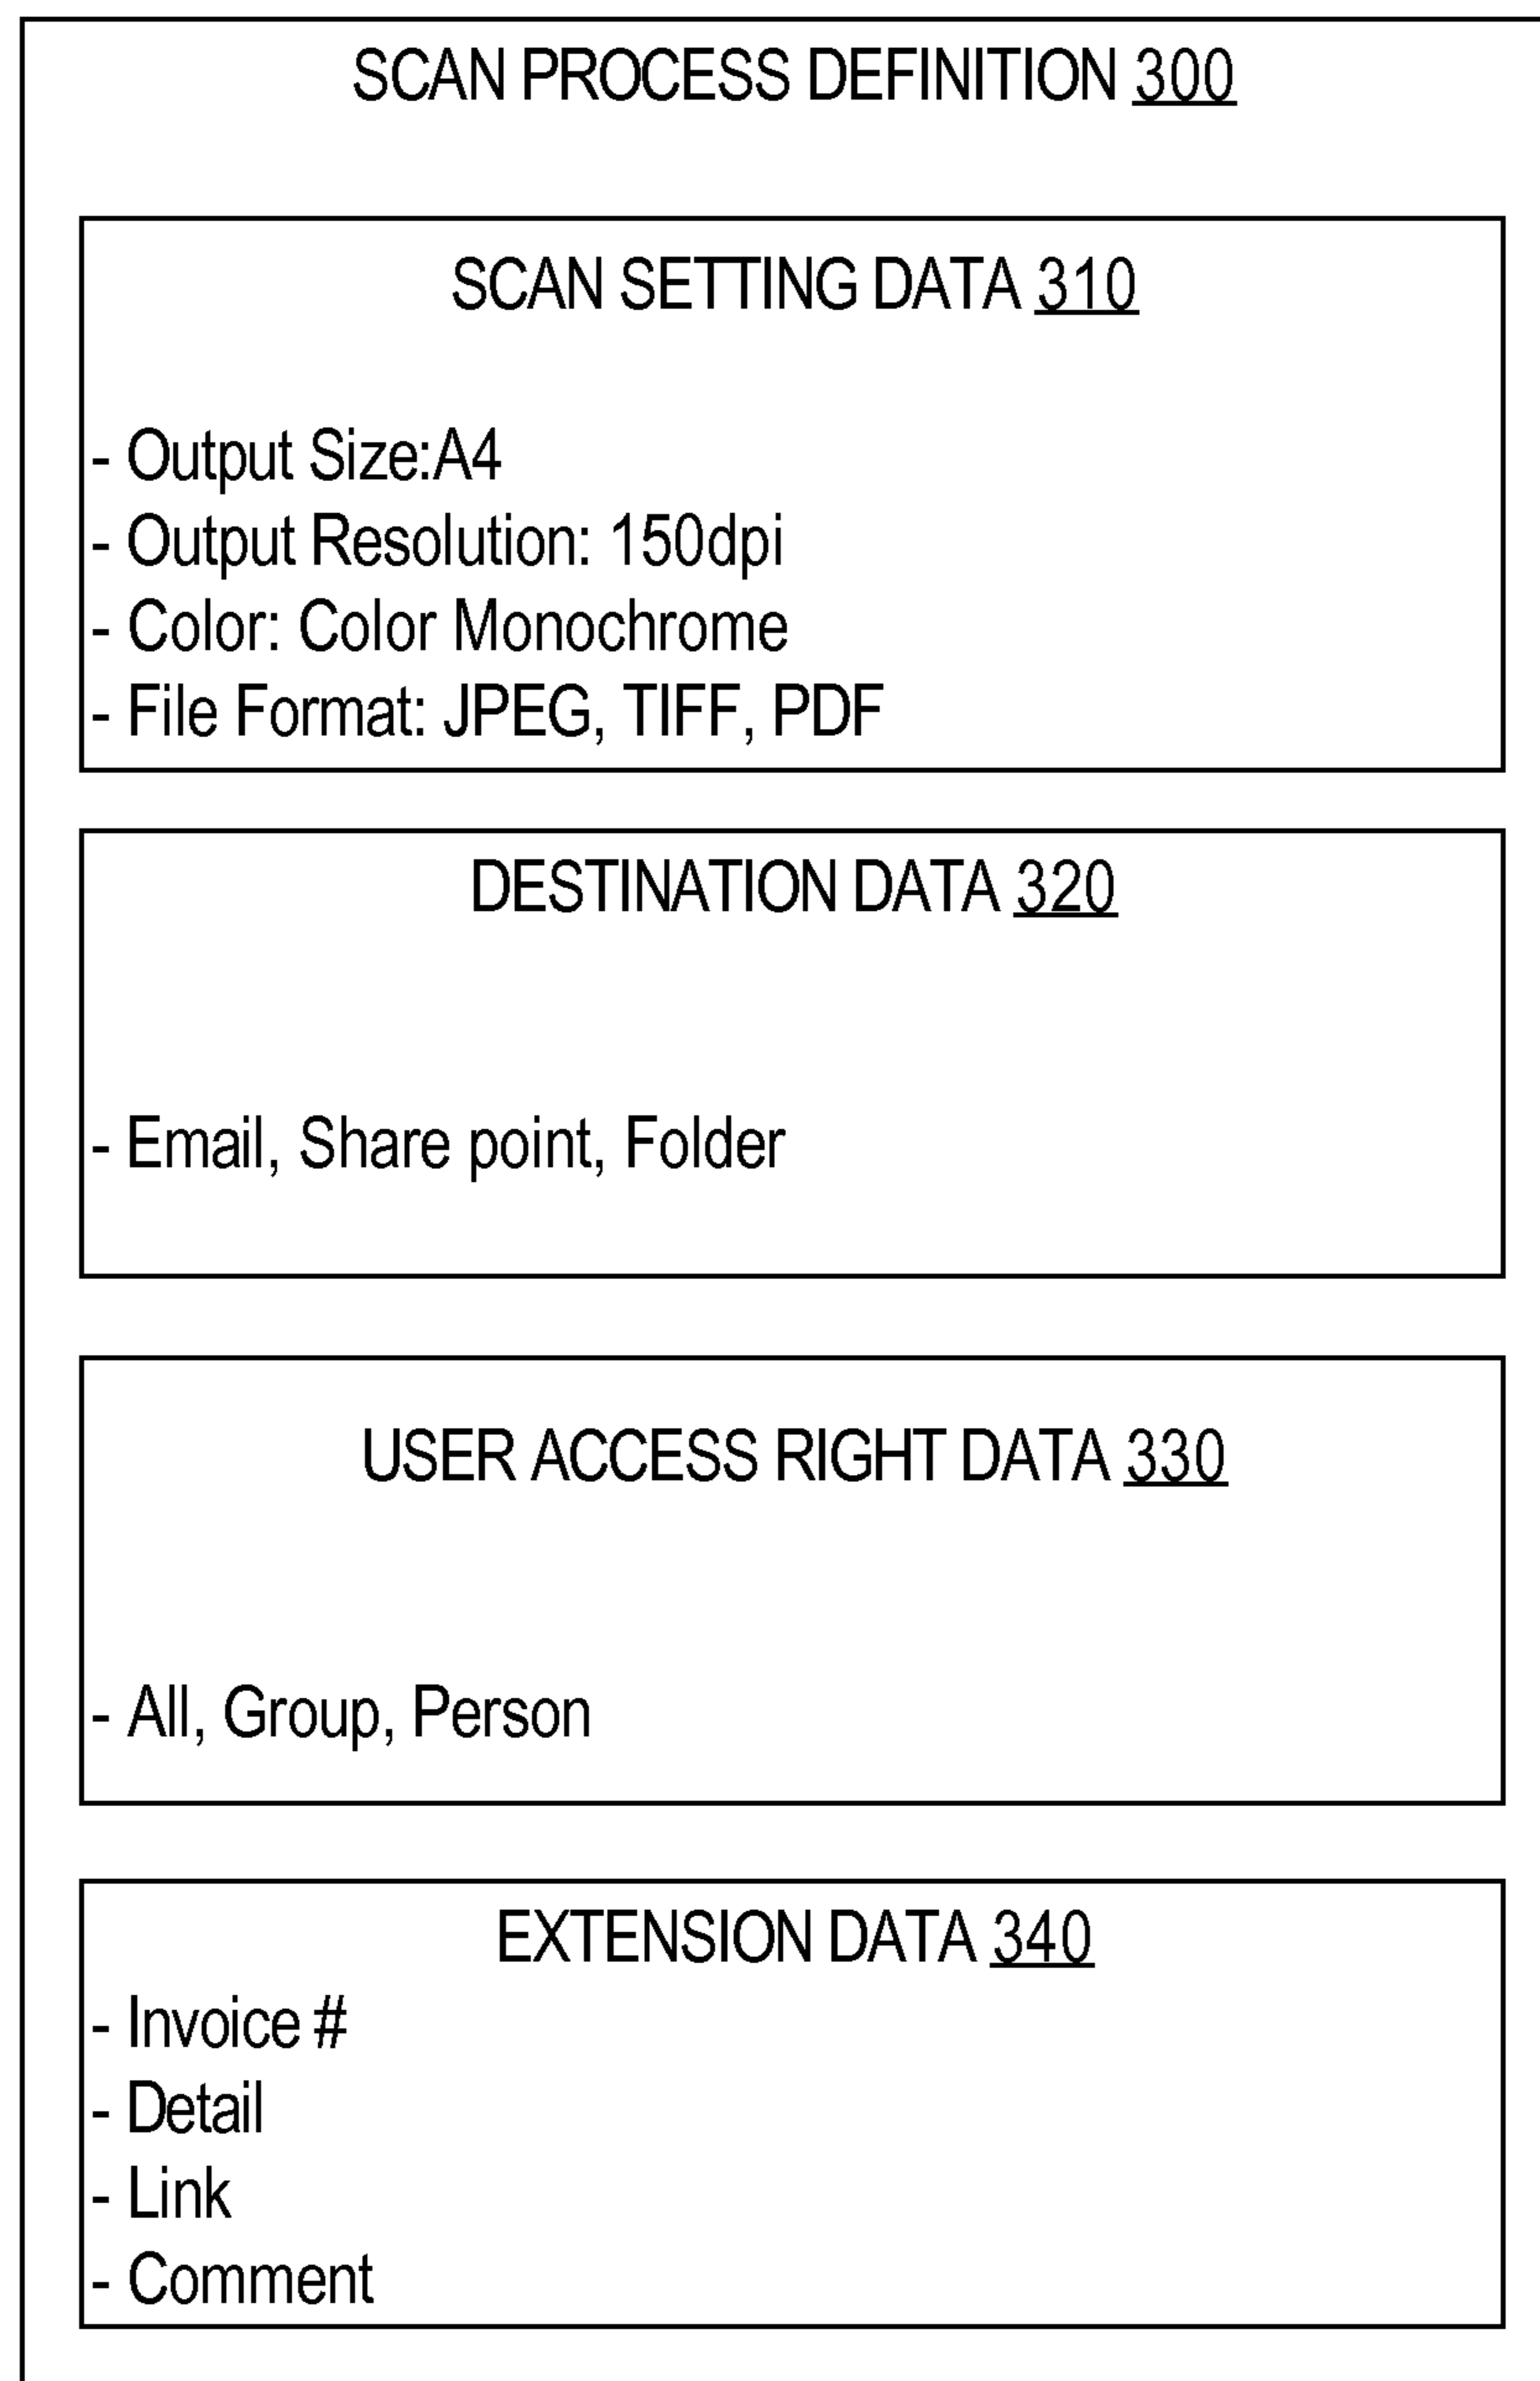 SCAN PROCESS DEFINITION 300
SCAN SETTING DATA 310
- Output Size:A4
- Output Resolution: 150dpi
- Color: Color Monochrome
- File Format: JPEG, TIFF, PDF
DESTINATION DATA 320
- Email, Share point, Folder
USER ACCESS RIGHT DATA 330
- All, Group, Person
EXTENSION DATA 340
- Invoice #
- Detail
- Link
- Comment